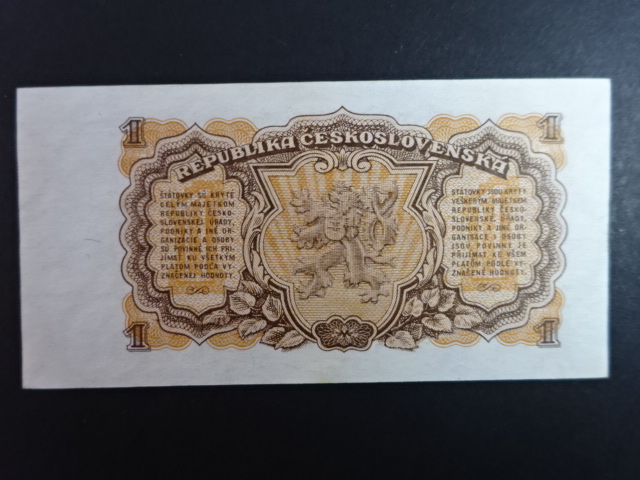 1 1
REPUBLIKA ČESKOSLOVENSKÁ
ŠTÁTOVKY SÚ KRYTÉ
CELÝM MAJETKOM
REPUBLIKY ČESKO-
SLOVENSKEJ. ÚRADY,
PODNIKY A INÉ OR-
GANIZÁCIE A OSOBY
SÚ POVINNÉ ICH PRI-
JÍMAŤ KU VŠETKÝM
PLATOM PODĽA VY-
ZNAČENEJ HODNOTY.
STÁTOVKY JSOU KRYTY
VEŠKERÝM MAJETKEM
REPUBLIKY ČESKO-
SLOVENSKÉ. ÚŘADY,
PODNIKY A JINÉ OR-
GANISACE I OSOBY
JSOU POVINNY JE
PŘIJÍMAT KE VŠEM
PLATŮM PODLE VY-
ZNAČENÉ HODNOTY.
1 1